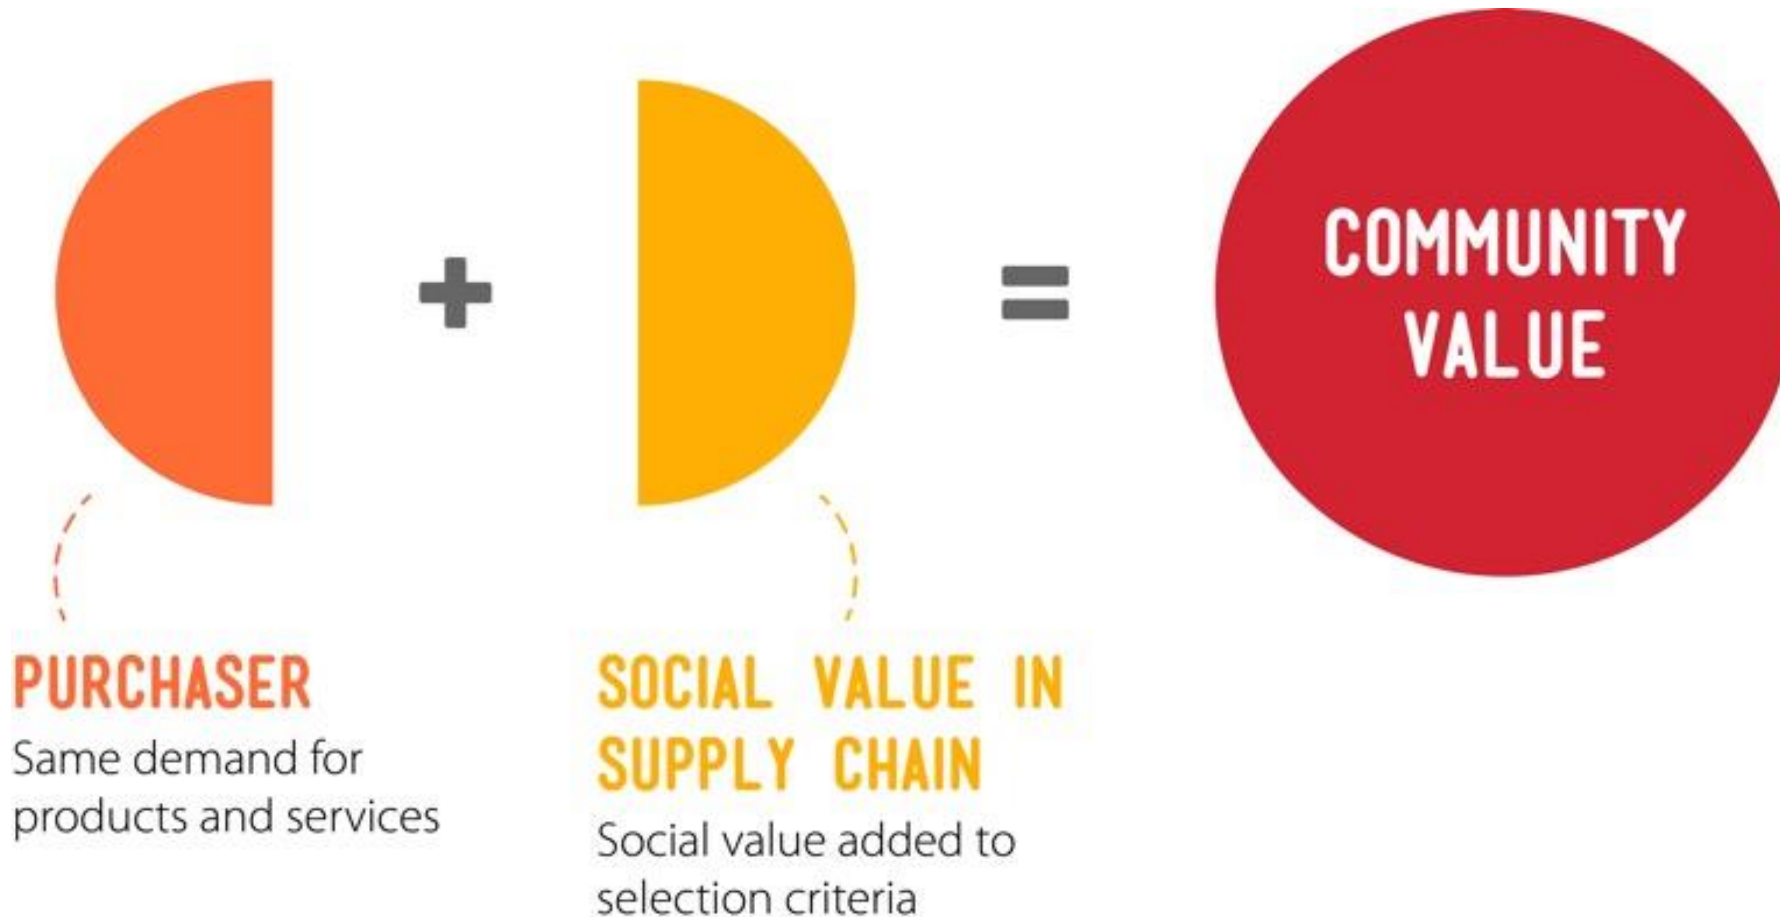 COMMUNITY
VALUE
PURCHASER
Same demand for
products and services
SOCIAL VALUE IN
SUPPLY CHAIN
Social value added to
selection criteria